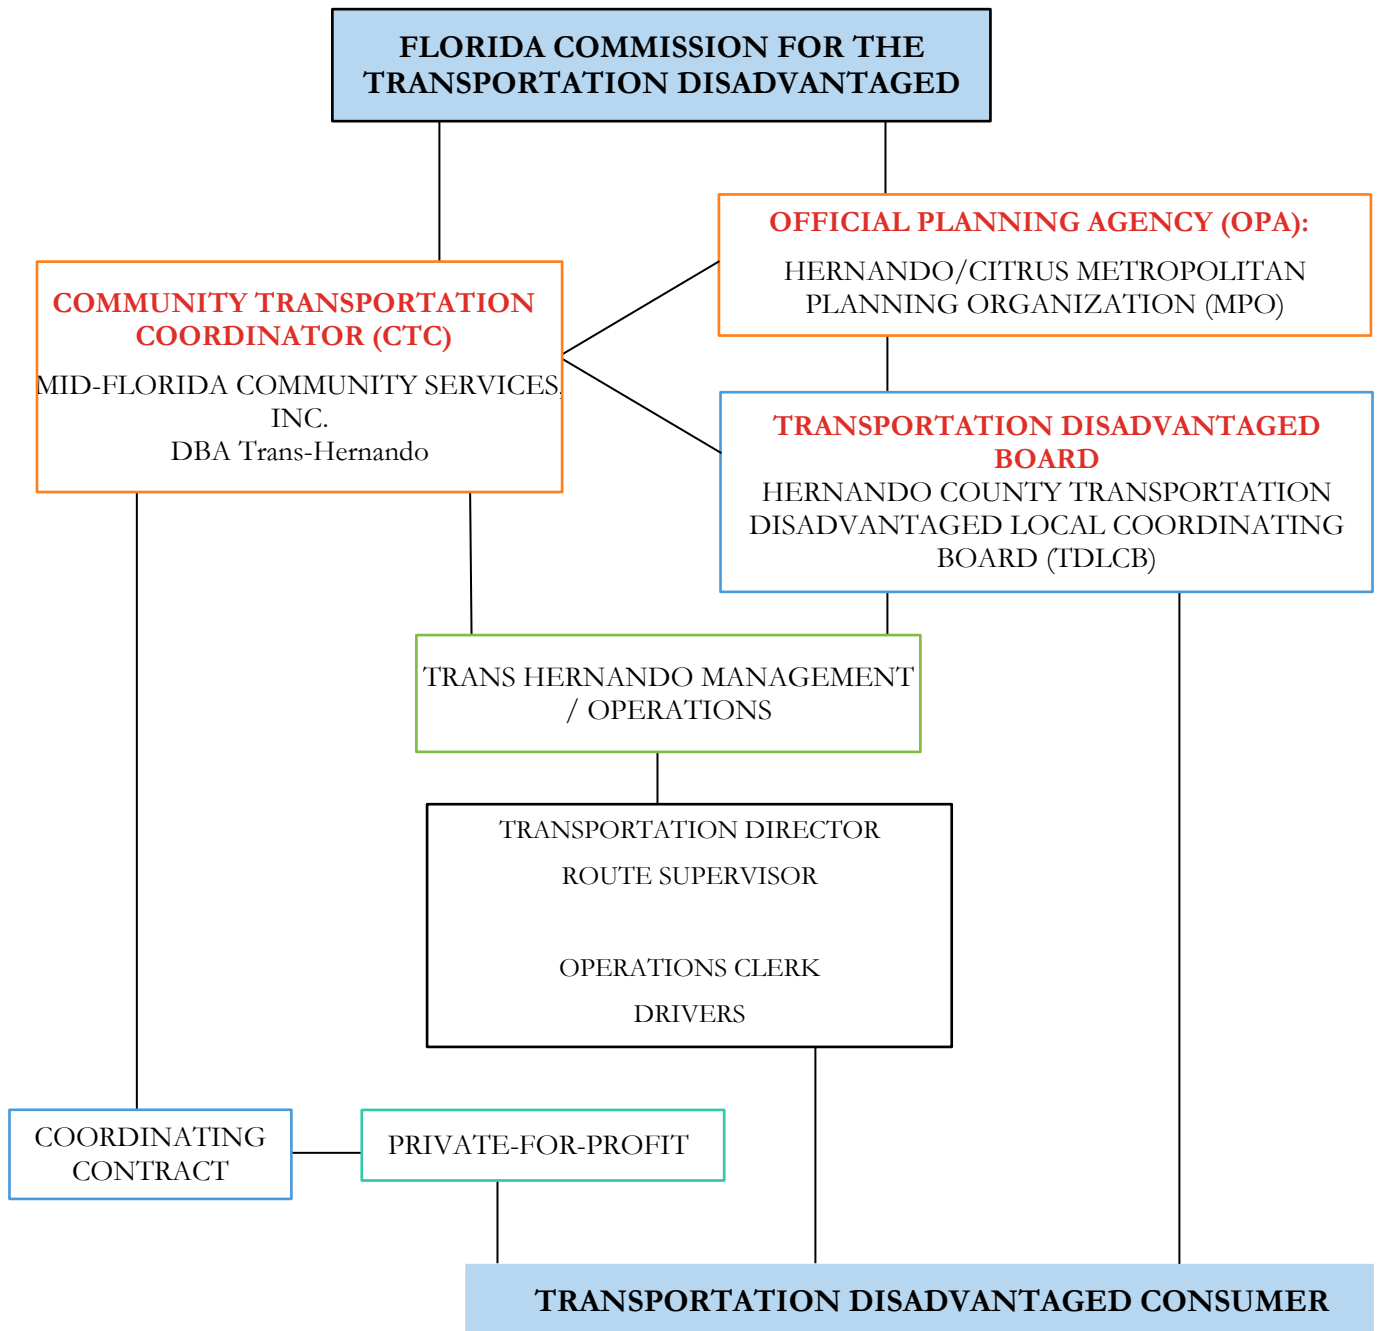 FLORIDA COMMISSION FOR THE
TRANSPORTATION DISADVANTAGED
OFFICIAL PLANNING AGENCY (OPA):
HERNANDO/CITRUS METROPOLITAN
PLANNING ORGANIZATION (MPO)
COMMUNITY TRANSPORTATION
COORDINATOR (CTC)
MID-FLORIDA COMMUNITY SERVICES,
INC.
DBA Trans-Hernando
TRANSPORTATION DISADVANTAGED
BOARD
HERNANDO COUNTY TRANSPORTATION
DISADVANTAGED LOCAL COORDINATING
BOARD (TDLCB)
TRANS HERNANDO MANAGEMENT
/ OPERATIONS
TRANSPORTATION DIRECTOR
ROUTE SUPERVISOR
OPERATIONS CLERK
DRIVERS
COORDINATING
CONTRACT
PRIVATE-FOR-PROFIT
TRANSPORTATION DISADVANTAGED CONSUMER